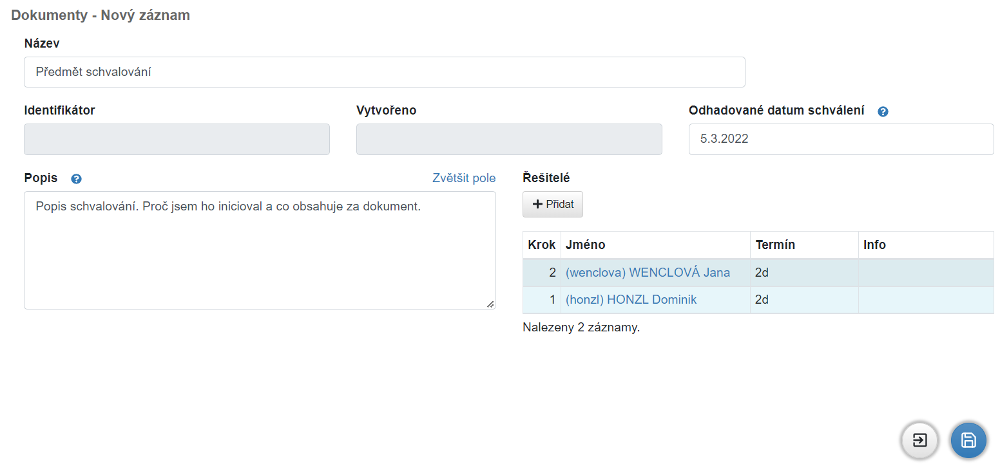 Dokumenty - Nový záznam
Název
Předmět schvalování
Identifikátor Vytvořeno Odhadované datum schválení ?
5.3.2022
Popis ? Zvětšit pole Řešitelé
Popis schvalování. Proč jsem ho inicioval a co obsahuje za dokument.
+ Přidat
Krok Jméno Termín Info
2 (wenclova) WENCLOVÁ Jana 2d
1 (honzl) HONZL Dominik 2d
Nalezeny 2 záznamy.